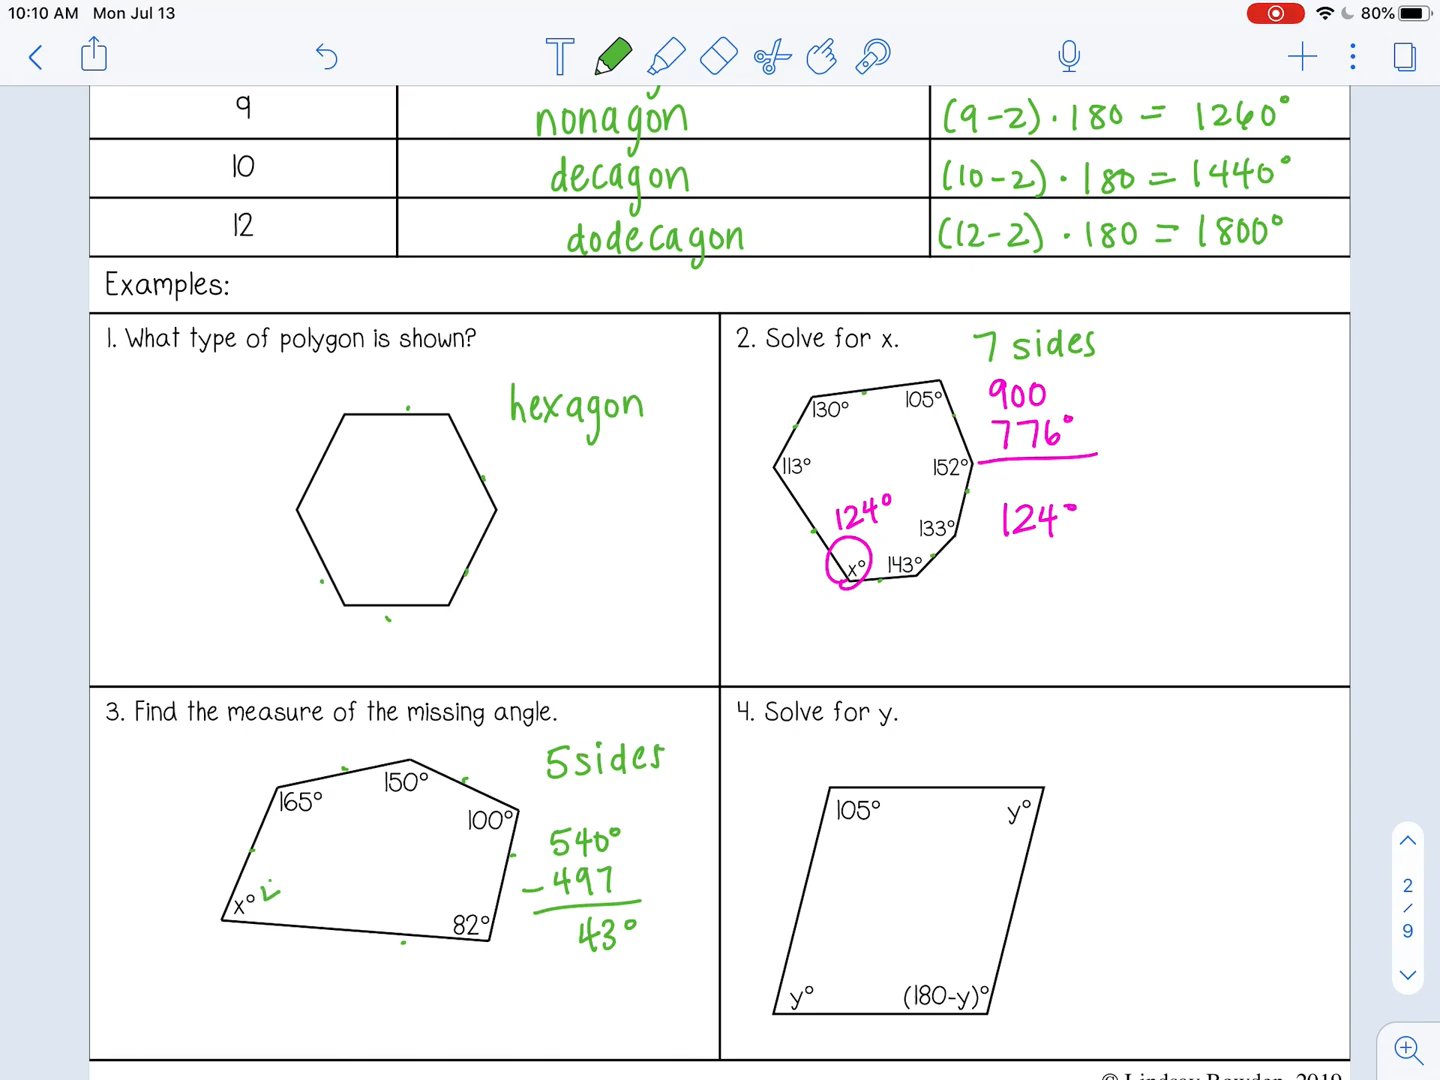 10:10 AM Mon Jul 13
80%
T
9 nonagon (9-2)·180 = 1260°
10 decagon (10-2)·180 = 1440°
12 dodecagon (12-2)·180 = 1800°
Examples:
1. What type of polygon is shown?
hexagon
2. Solve for x.
7 sides
900
776°
124°
130° 105°
113° 152°
124°
133°
x° 143°
3. Find the measure of the missing angle.
5 sides
165° 150° 100°
x° 82°
540°
- 497
43°
4. Solve for y.
105° y°
y° (180-y)°
2
/
9